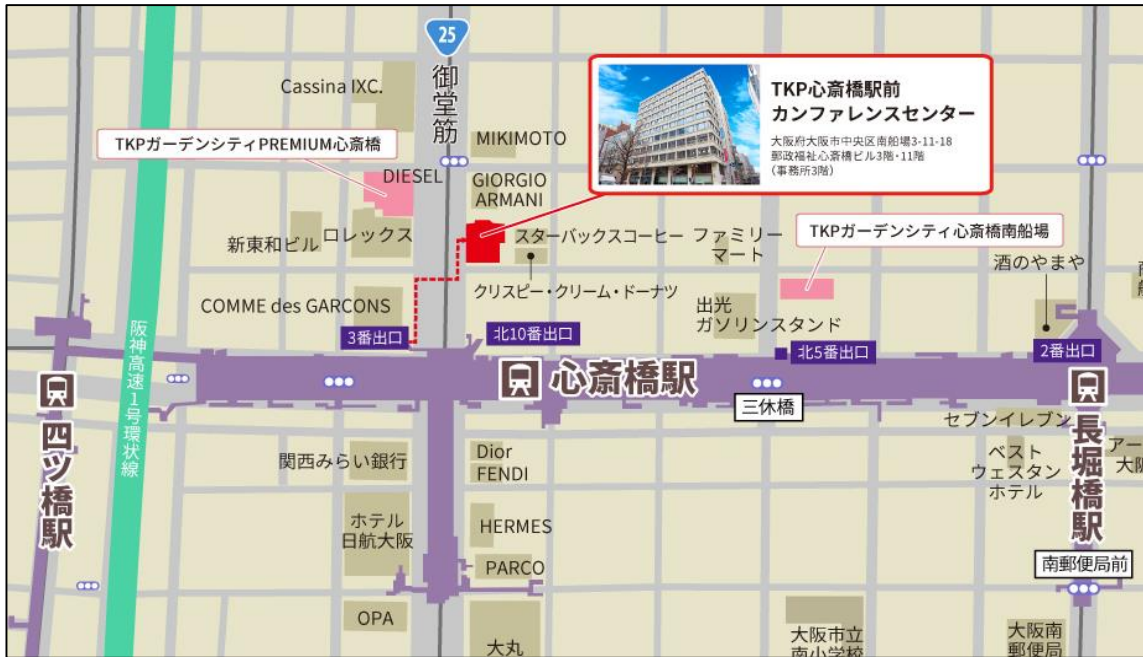 25
御堂筋
Cassina IXC.
TKPガーデンシティPREMIUM心斎橋
MIKIMOTO
DIESEL
GIORGIO
ARMANI
TKP心斎橋駅前
カンファレンスセンター
大阪府大阪市中央区南船場3-11-18
郵政福祉心斎橋ビル3階・11階
(事務所3階)
新東和ビル
ロレックス
スターバックスコーヒー
ファミリー
マート
TKPガーデンシティ心斎橋南船場
酒のやまや
クリスピー・クリーム・ドーナツ
COMME des GARCONS
出光
ガソリンスタンド
3番出口
北10番出口
北5番出口
2番出口
阪神高速1号環状線
心斎橋駅
三休橋
四ツ橋駅
長堀橋駅
セブンイレブン
関西みらい銀行
Dior
FENDI
ベスト
ウェスタン
ホテル
アー
大阪
ホテル
日航大阪
HERMES
PARCO
南郵便局前
OPA
大丸
大阪市立
南小学校
大阪南
郵便局